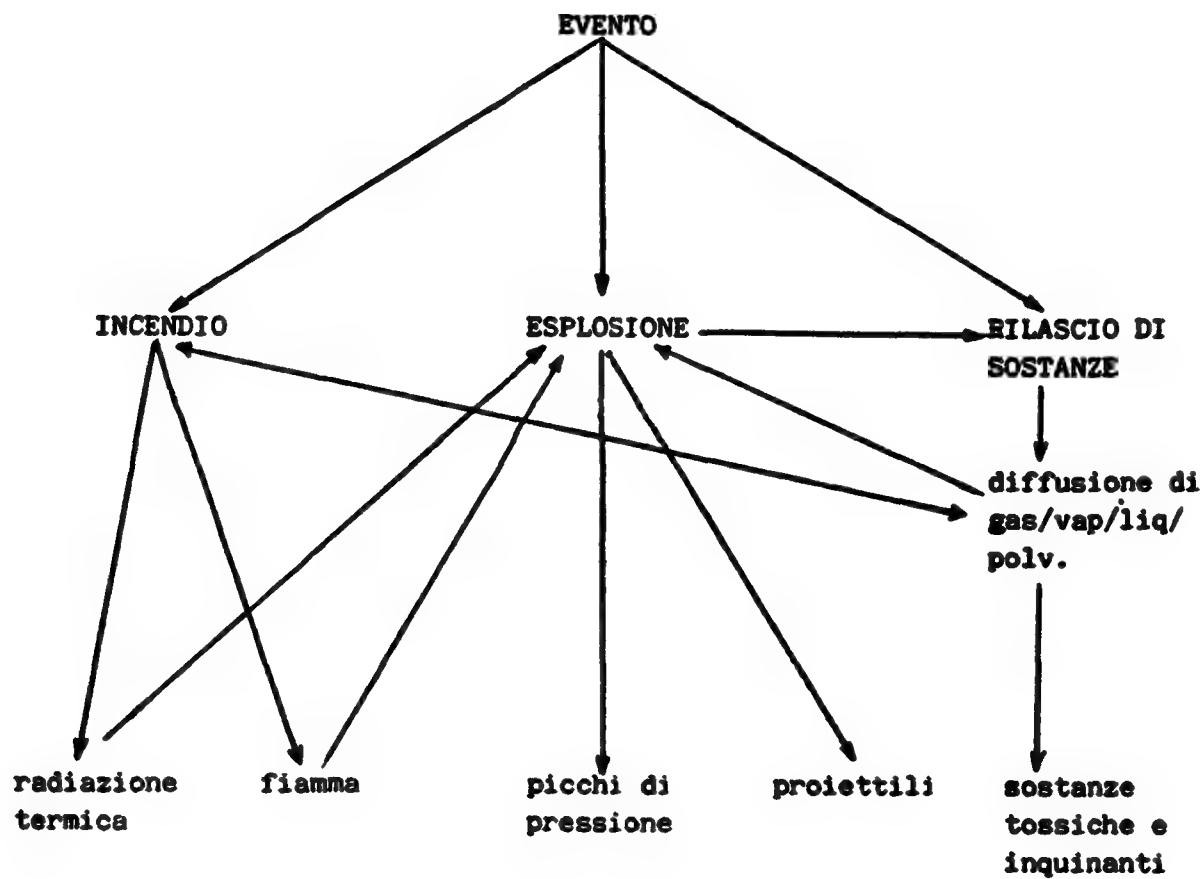 EVENTO
INCENDIO
ESPLOSIONE
RILASCIO DI
SOSTANZE
diffusione di
gas/vap/liq/
polv.
radiazione
termica
fiamma
picchi di
pressione
proiettili
sostanze
tossiche e
inquinanti